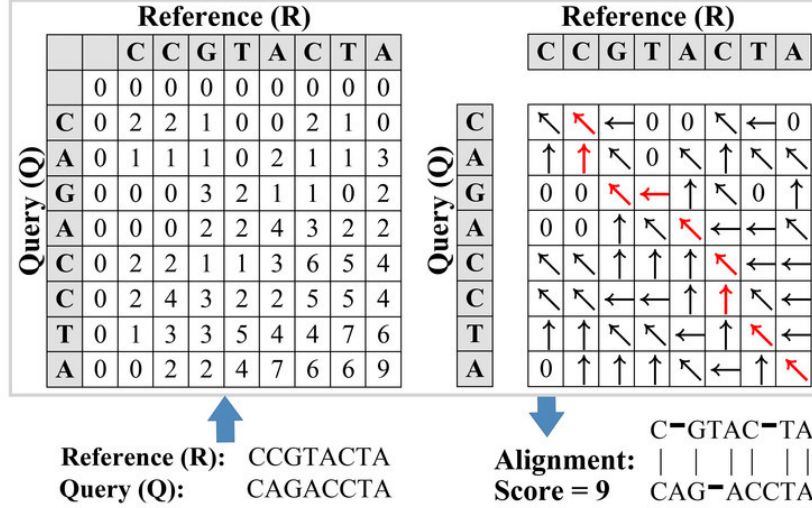 Reference (R)
C C G T A C T A
0 0 0 0 0 0 0 0 0
C 0 2 2 1 0 0 2 1 0
A 0 1 1 1 0 2 1 1 3
G 0 0 0 3 2 1 1 0 2
A 0 0 0 2 2 4 3 2 2
C 0 2 2 1 1 3 6 5 4
C 0 2 4 3 2 2 5 5 4
T 0 1 3 3 5 4 4 7 6
A 0 0 2 2 4 7 6 6 9
Query (Q)
Reference (R)
C C G T A C T A
C ↖ ↖ ← 0 0 ↖ ← 0
A ↑ ↑ ↖ 0 ↖ ↑ ↖ ↖
G 0 0 ↖ ← ↑ ↖ 0 ↑
A 0 0 ↑ ↖ ↖ ← ← ↖
C ↖ ↖ ↑ ↑ ↑ ↖ ← ←
C ↖ ↖ ← ← ↑ ↑ ↖ ←
T ↑ ↑ ↖ ↖ ← ↑ ↖ ←
A 0 ↑ ↑ ↑ ↖ ← ↑ ↖
Query (Q)
Reference (R): CCGTACTA
Query (Q): CAGACCTA
Alignment:
Score = 9
C-GTAC-TA
| | | | | |
CAG-ACCTA